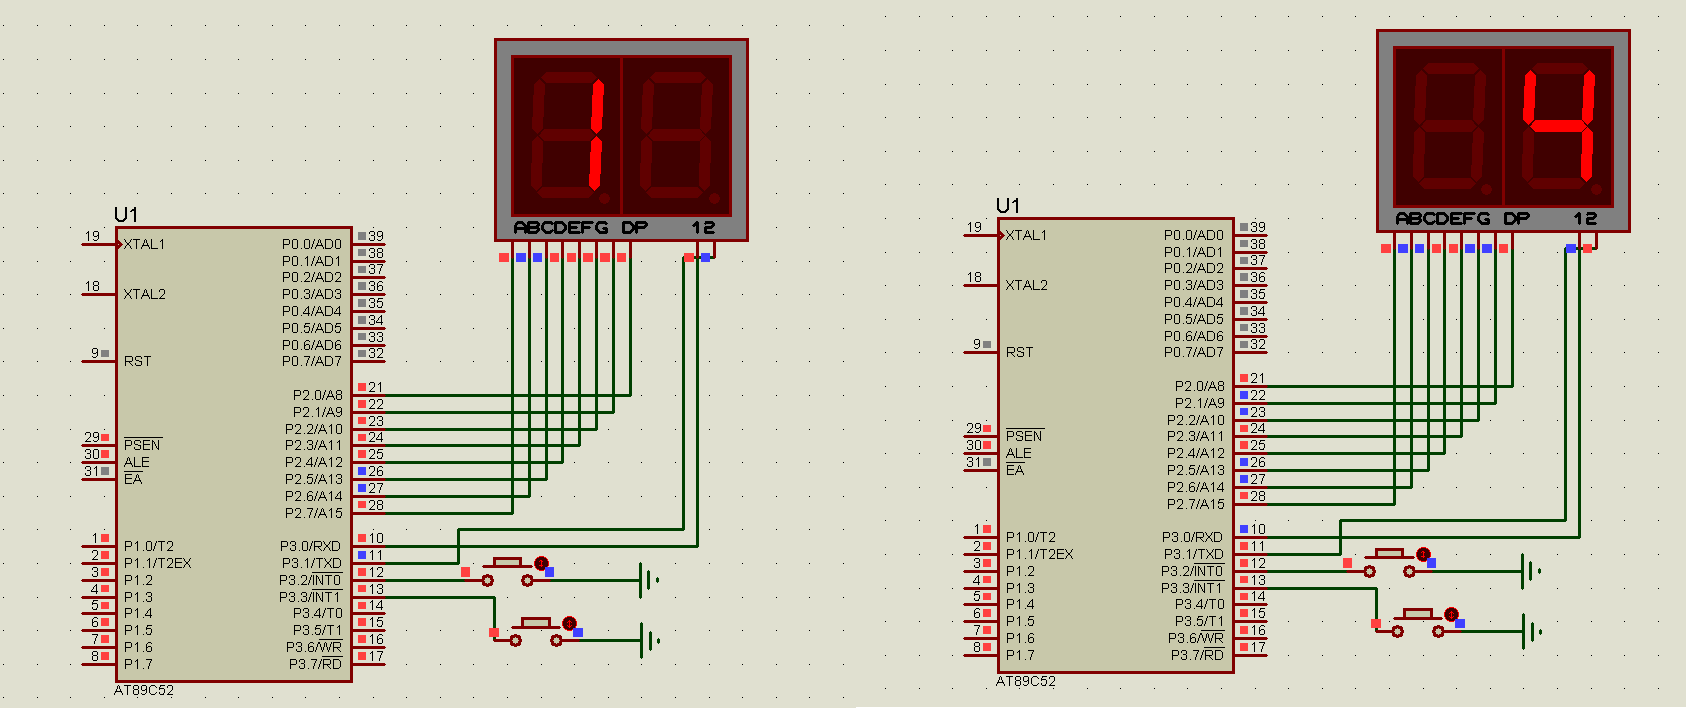 ABCDEFG DP 12
U1
19 XTAL1
18 XTAL2
9 RST
29 PSEN
30 ALE
31 EA
1 P1.0/T2
2 P1.1/T2EX
3 P1.2
4 P1.3
5 P1.4
6 P1.5
7 P1.6
8 P1.7
P0.0/AD0 39
P0.1/AD1 38
P0.2/AD2 37
P0.3/AD3 36
P0.4/AD4 35
P0.5/AD5 34
P0.6/AD6 33
P0.7/AD7 32
P2.0/A8 21
P2.1/A9 22
P2.2/A10 23
P2.3/A11 24
P2.4/A12 25
P2.5/A13 26
P2.6/A14 27
P2.7/A15 28
P3.0/RXD 10
P3.1/TXD 11
P3.2/INT0 12
P3.3/INT1 13
P3.4/T0 14
P3.5/T1 15
P3.6/WR 16
P3.7/RD 17
AT89C52
1
ABCDEFG DP 12
U1
19 XTAL1
18 XTAL2
9 RST
29 PSEN
30 ALE
31 EA
1 P1.0/T2
2 P1.1/T2EX
3 P1.2
4 P1.3
5 P1.4
6 P1.5
7 P1.6
8 P1.7
P0.0/AD0 39
P0.1/AD1 38
P0.2/AD2 37
P0.3/AD3 36
P0.4/AD4 35
P0.5/AD5 34
P0.6/AD6 33
P0.7/AD7 32
P2.0/A8 21
P2.1/A9 22
P2.2/A10 23
P2.3/A11 24
P2.4/A12 25
P2.5/A13 26
P2.6/A14 27
P2.7/A15 28
P3.0/RXD 10
P3.1/TXD 11
P3.2/INT0 12
P3.3/INT1 13
P3.4/T0 14
P3.5/T1 15
P3.6/WR 16
P3.7/RD 17
AT89C52
4